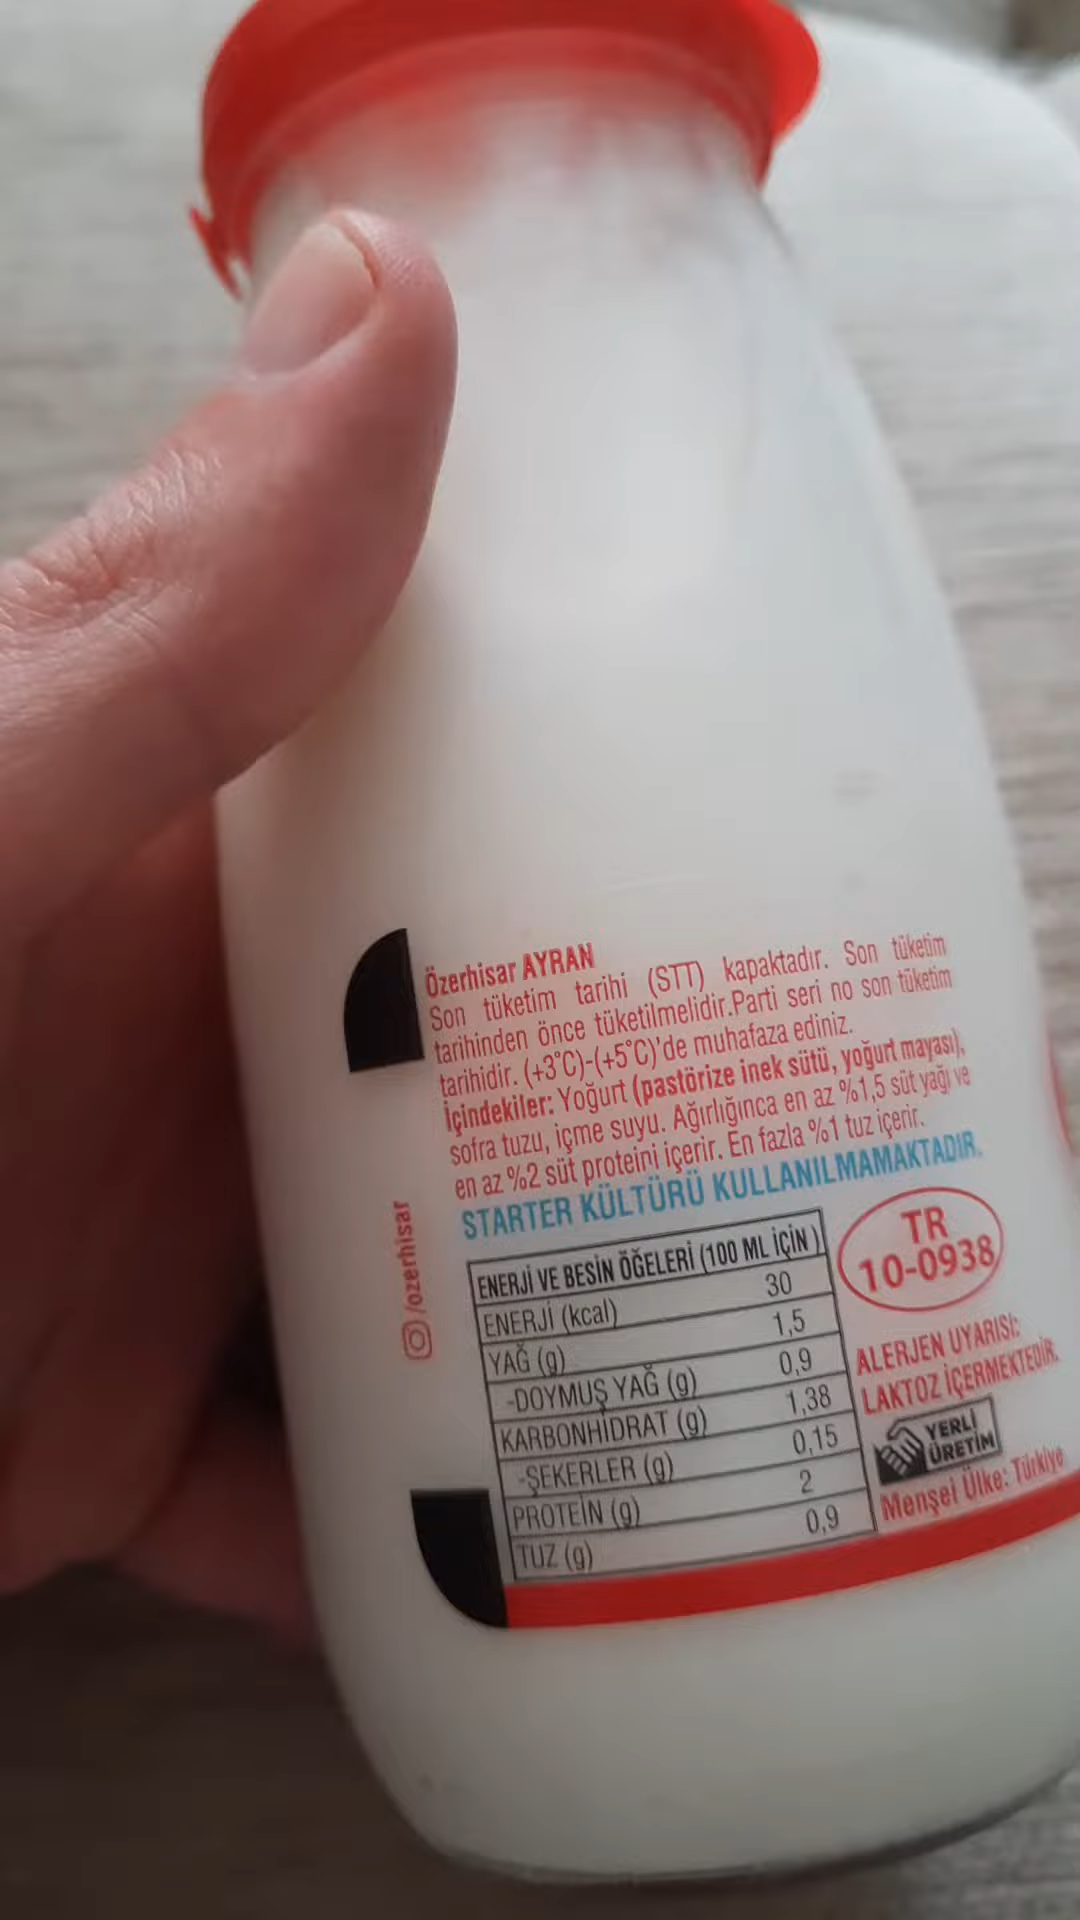 Özerhisar AYRAN
Son tüketim tarihi (STT) kapaktadır. Son tüketim
tarihinden önce tüketilmelidir.Parti seri no son tüketim
tarihidir. (+3°C)-(+5°C)'de muhafaza ediniz.
İçindekiler: Yoğurt (pastörize inek sütü, yoğurt mayası),
sofra tuzu, içme suyu. Ağırlığınca en az %1,5 süt yağı ve
en az %2 süt proteini içerir. En fazla %1 tuz içerir.
STARTER KÜLTÜRÜ KULLANILMAMAKTADIR.
/ozerhisar
ENERJİ VE BESİN ÖĞELERİ (100 ML İÇİN)
ENERJİ (kcal) 30
YAĞ (g) 1,5
-DOYMUŞ YAĞ (g) 0,9
KARBONHİDRAT (g) 1,38
-ŞEKERLER (g) 0,15
PROTEİN (g) 2
TUZ (g) 0,9
TR
10-0938
ALERJEN UYARISI:
LAKTOZ İÇERMEKTEDİR.
YERLİ
ÜRETİM
Menşei Ülke: Türkiye